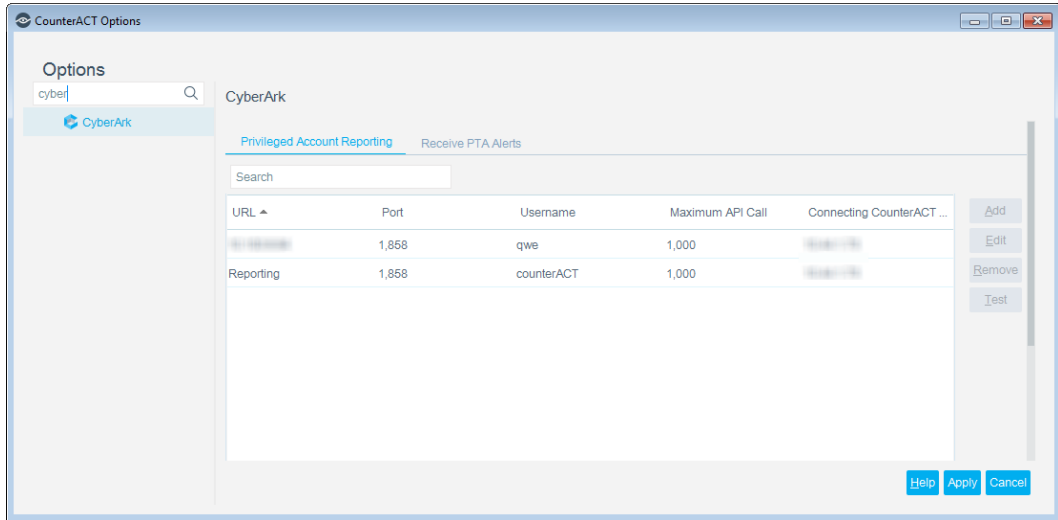 CounterACT Options
Options
cyber
CyberArk
CyberArk
Privileged Account Reporting Receive PTA Alerts
Search
URL Port Username Maximum API Call Connecting CounterACT ...
1,858 qwe 1,000
Reporting 1,858 counterACT 1,000
Add
Edit
Remove
Test
Help Apply Cancel